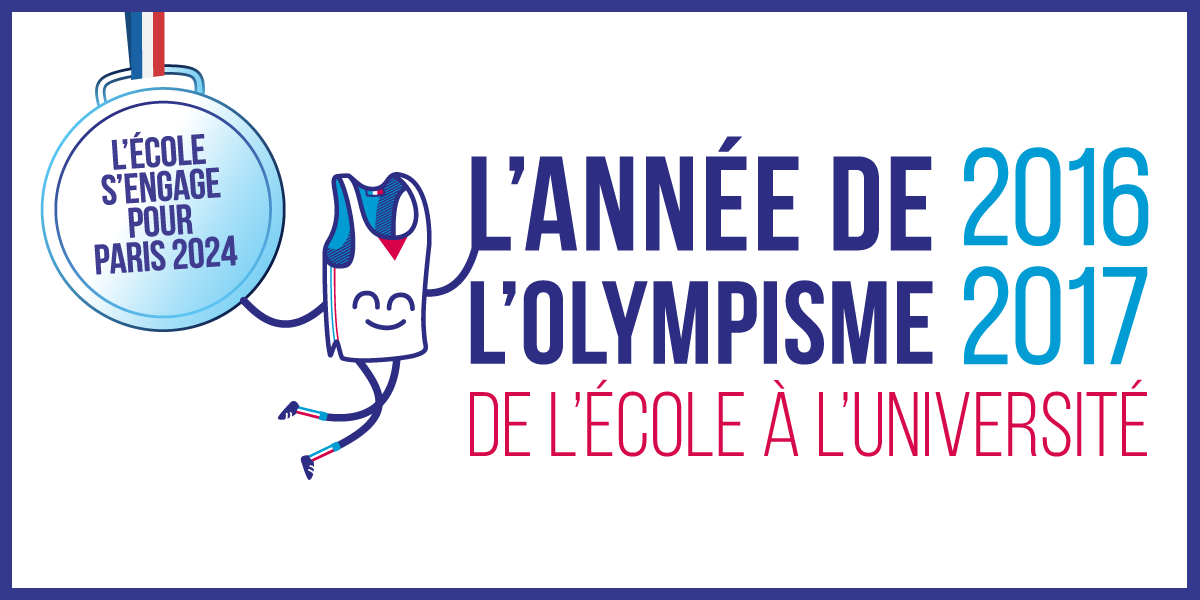 L'ÉCOLE
S'ENGAGE
POUR
PARIS 2024
L'ANNÉE DE 2016
L'OLYMPISME 2017
DE L'ÉCOLE À L'UNIVERSITÉ